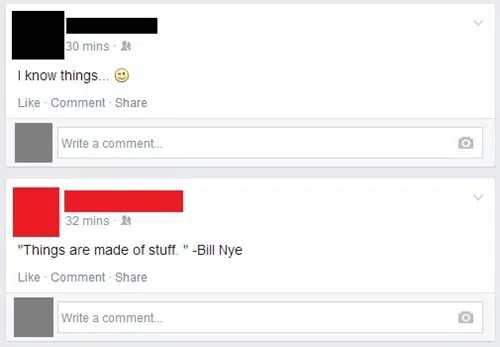 30 mins ·
I know things... 🙂
Like · Comment · Share
Write a comment...
32 mins ·
"Things are made of stuff. " -Bill Nye
Like · Comment · Share
Write a comment...